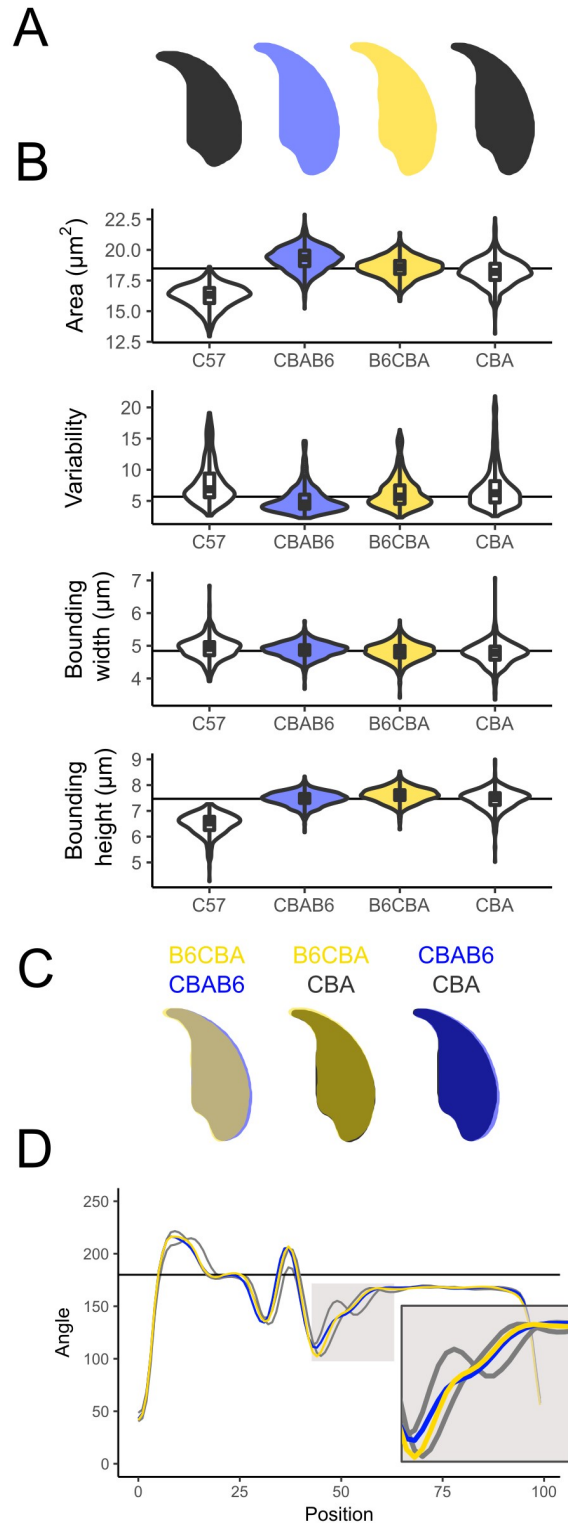 A
B
Area (µm²)
22.5
20.0
17.5
15.0
12.5
C57 CBAB6 B6CBA CBA
Variability
20
15
10
5
C57 CBAB6 B6CBA CBA
Bounding
width (µm)
7
6
5
4
C57 CBAB6 B6CBA CBA
Bounding
height (µm)
9
8
7
6
5
C57 CBAB6 B6CBA CBA
C
B6CBA B6CBA CBAB6
CBAB6 CBA CBA
D
Angle
250
200
150
100
50
0
0 25 50 75 100
Position